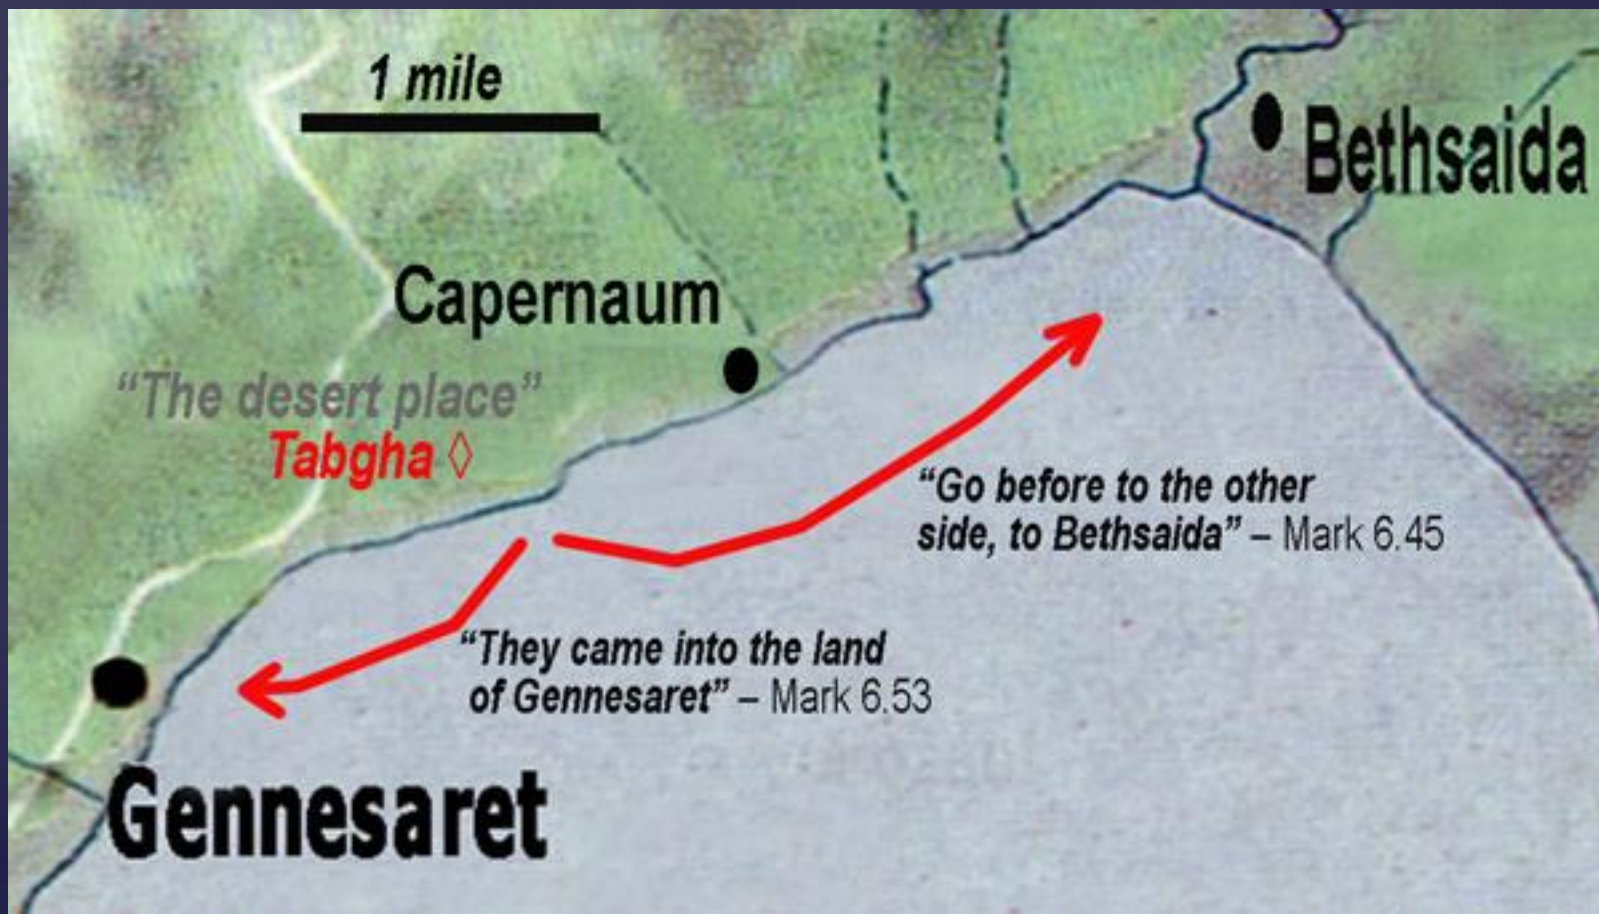 1 mile
Bethsaida
Capernaum
“The desert place”
Tabgha ◊
“Go before to the other
side, to Bethsaida” – Mark 6.45
“They came into the land
of Gennesaret” – Mark 6.53
Gennesaret